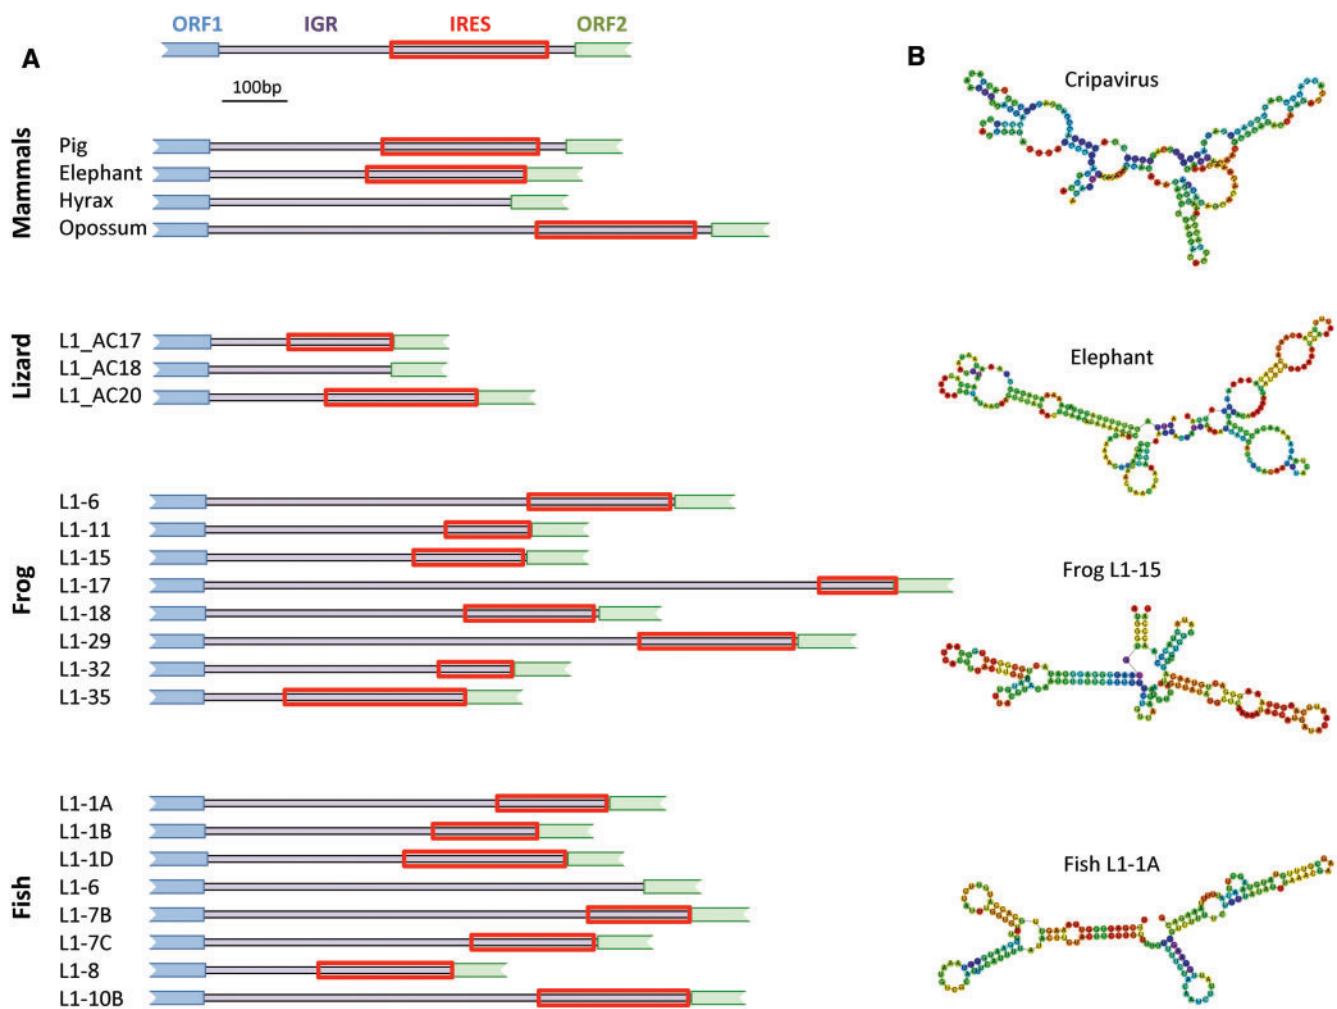 A
ORF1 IGR IRES ORF2
100bp
Mammals
Pig
Elephant
Hyrax
Opossum
Lizard
L1_AC17
L1_AC18
L1_AC20
Frog
L1-6
L1-11
L1-15
L1-17
L1-18
L1-29
L1-32
L1-35
Fish
L1-1A
L1-1B
L1-1D
L1-6
L1-7B
L1-7C
L1-8
L1-10B
B
Cripavirus
Elephant
Frog L1-15
Fish L1-1A